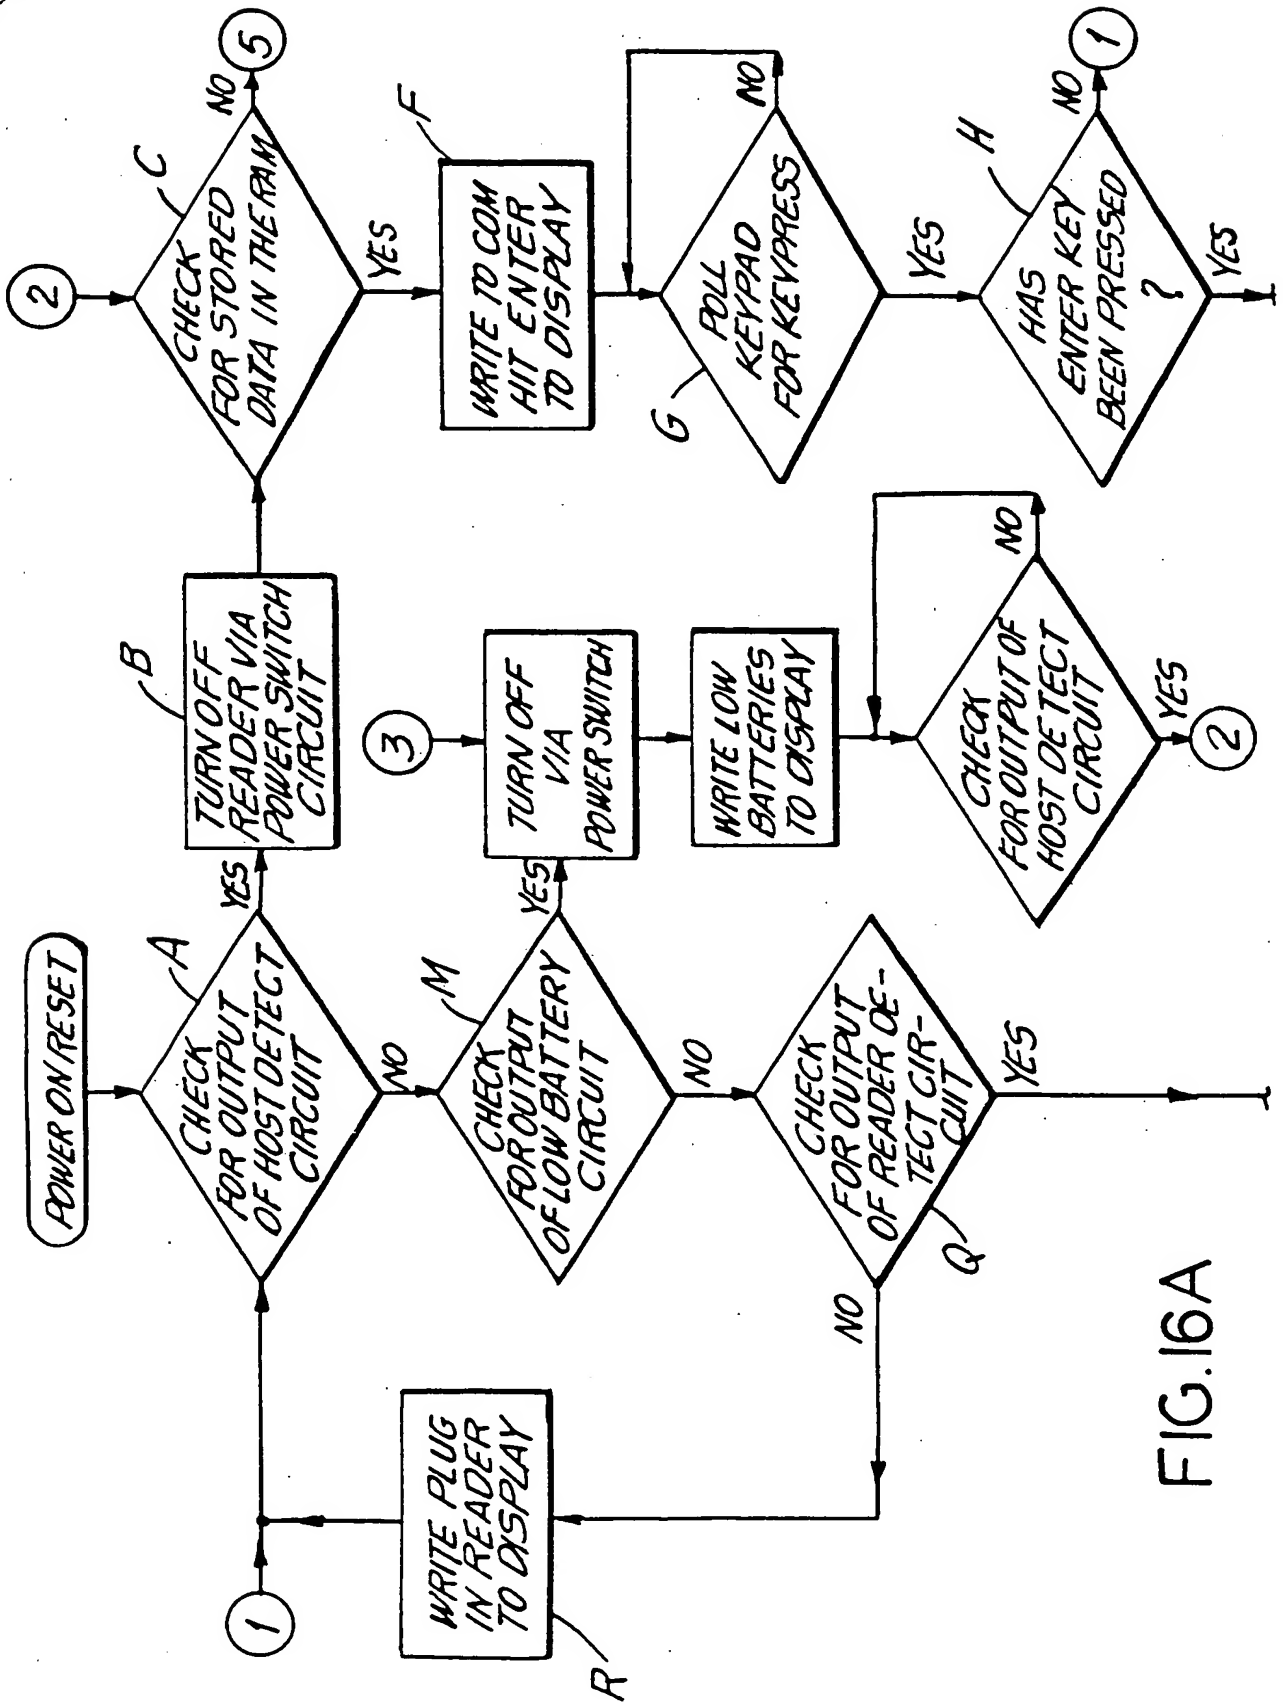 POWER ON RESET
A
CHECK
FOR OUTPUT
OF HOST DETECT
CIRCUIT
YES
NO
1
B
TURN OFF
READER VIA
POWER SWITCH
CIRCUIT
2
C
CHECK
FOR STORED
DATA IN THE RAM
NO
5
YES
M
CHECK
FOR OUTPUT
OF LOW BATTERY
CIRCUIT
YES
NO
3
TURN OFF
VIA
POWER SWITCH
WRITE LOW
BATTERIES
TO DISPLAY
CHECK
FOR OUTPUT OF
HOST DETECT
CIRCUIT
NO
YES
2
F
WRITE TO COM
HIT ENTER
TO DISPLAY
G
POLL
KEYPAD
FOR KEYPRESS
NO
YES
H
HAS
ENTER KEY
BEEN PRESSED
?
NO
1
YES
WRITE PLUG
IN READER
TO DISPLAY
R
CHECK
FOR OUTPUT
OF READER DE-
TECT CIR-
CUIT
NO
Q
YES
FIG.16A